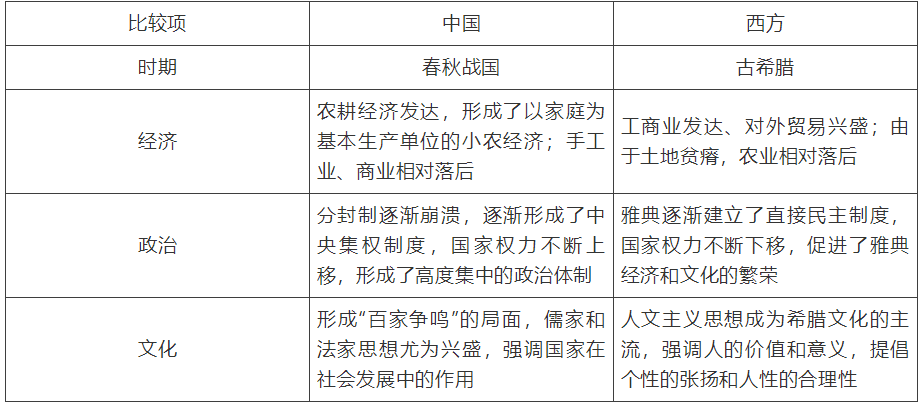 比较项
中国
西方
时期
春秋战国
古希腊
经济
农耕经济发达，形成了以家庭为
基本生产单位的小农经济；手工
业、商业相对落后
工商业发达、对外贸易兴盛；由
于土地贫瘠，农业相对落后
政治
分封制逐渐崩溃，逐渐形成了中
央集权制度，国家权力不断上
移，形成了高度集中的政治体制
雅典逐渐建立了直接民主制度，
国家权力不断下移，促进了雅典
经济和文化的繁荣
文化
形成“百家争鸣”的局面，儒家和
法家思想尤为兴盛，强调国家在
社会发展中的作用
人文主义思想成为希腊文化的主
流，强调人的价值和意义，提倡
个性的张扬和人性的合理性